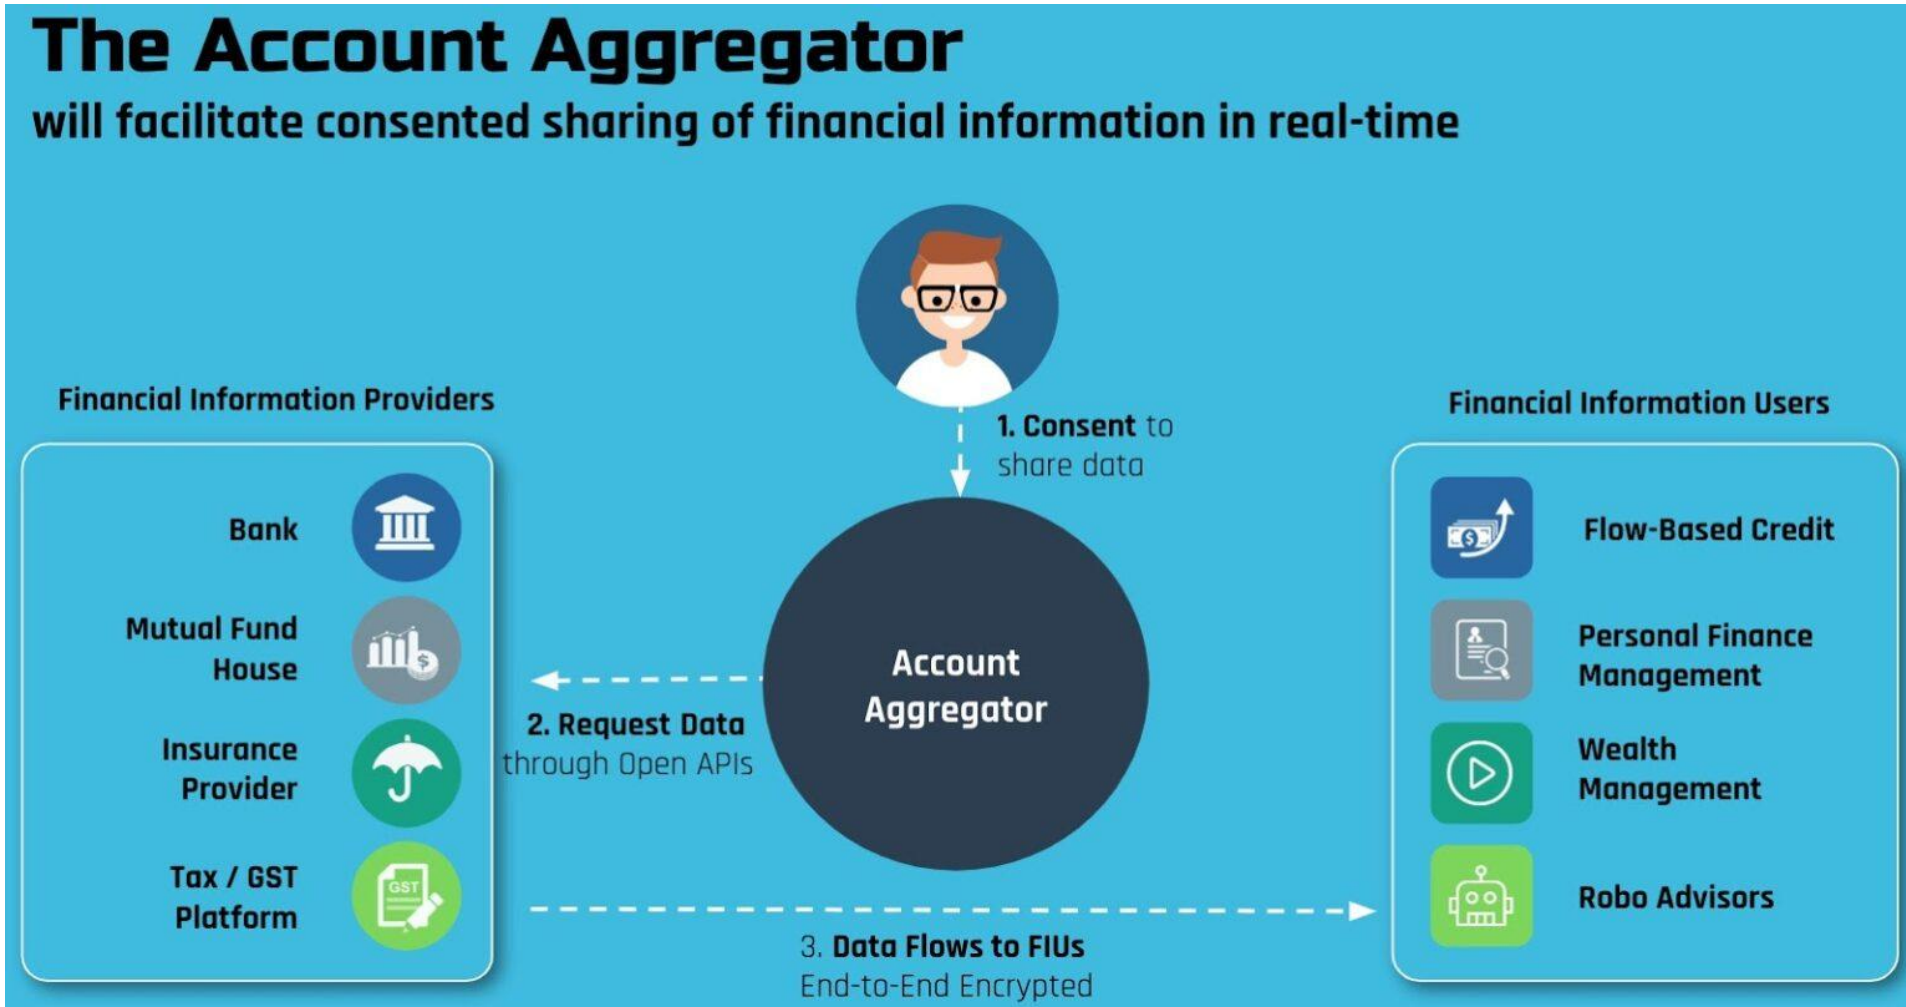 The Account Aggregator
will facilitate consented sharing of financial information in real-time
Financial Information Providers
Bank
Mutual Fund
House
Insurance
Provider
Tax / GST
Platform
GST
1. Consent to
share data
Account
Aggregator
2. Request Data
through Open APIs
3. Data Flows to FIUs
End-to-End Encrypted
Financial Information Users
Flow-Based Credit
Personal Finance
Management
Wealth
Management
Robo Advisors